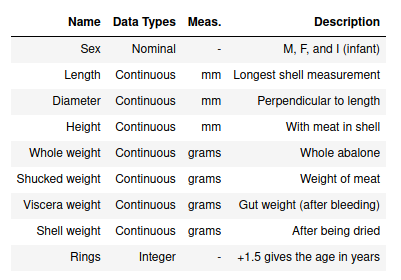 Name Data Types Meas. Description
Sex Nominal - M, F, and I (infant)
Length Continuous mm Longest shell measurement
Diameter Continuous mm Perpendicular to length
Height Continuous mm With meat in shell
Whole weight Continuous grams Whole abalone
Shucked weight Continuous grams Weight of meat
Viscera weight Continuous grams Gut weight (after bleeding)
Shell weight Continuous grams After being dried
Rings Integer - +1.5 gives the age in years